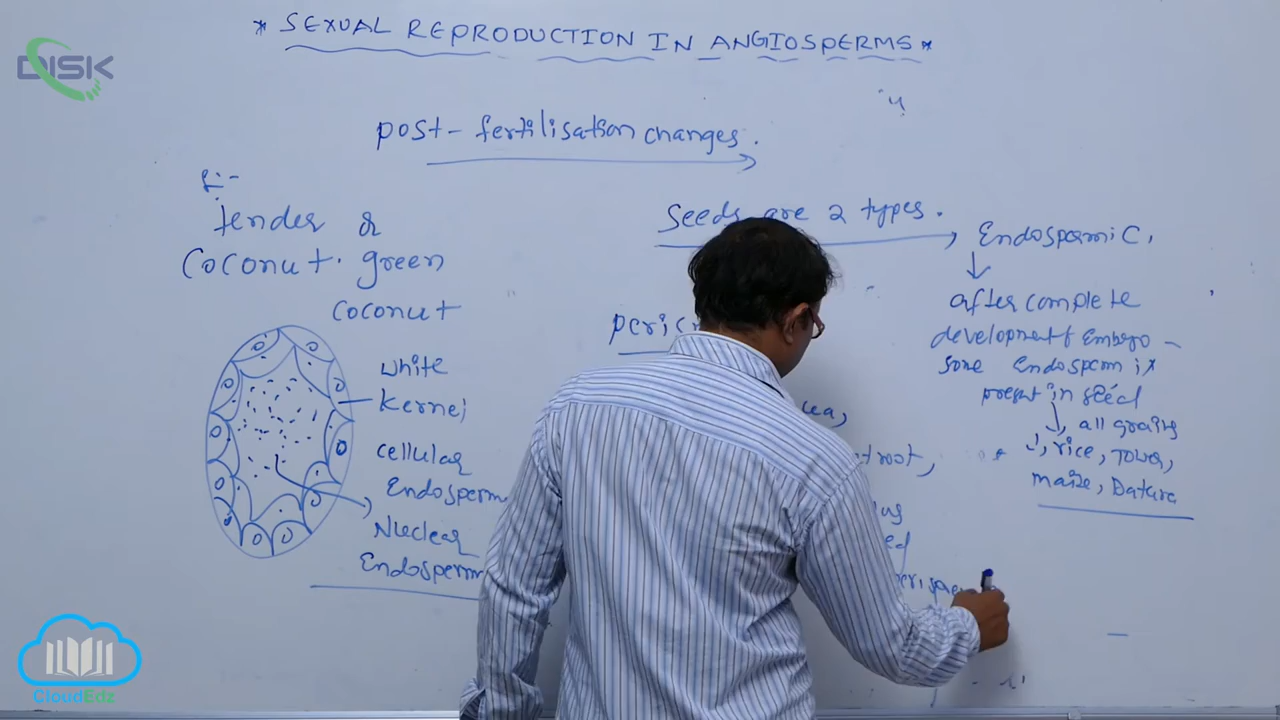 * SEXUAL REPRODUCTION IN ANGIOSPERMS *
DISK
post - fertilisation changes.
tender &
coconut. green
coconut
white
Kernel
cellular
Endosperm
Nuclear
Endosperm
Seeds are 2 types.
Endospermic.
after complete
development of Embryo -
some Endosperm is
present in seed
all grains
rice,
maize, Datura
CloudEdz